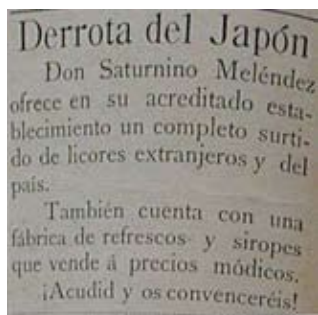 Derrota del Japón
Don Saturnino Meléndez
ofrece en su acreditado esta-
blecimiento un completo surti-
do de licores extranjeros y del
país.
También cuenta con una
fábrica de refrescos y siropes
que vende á precios módicos.
¡Acudid y os convenceréis!